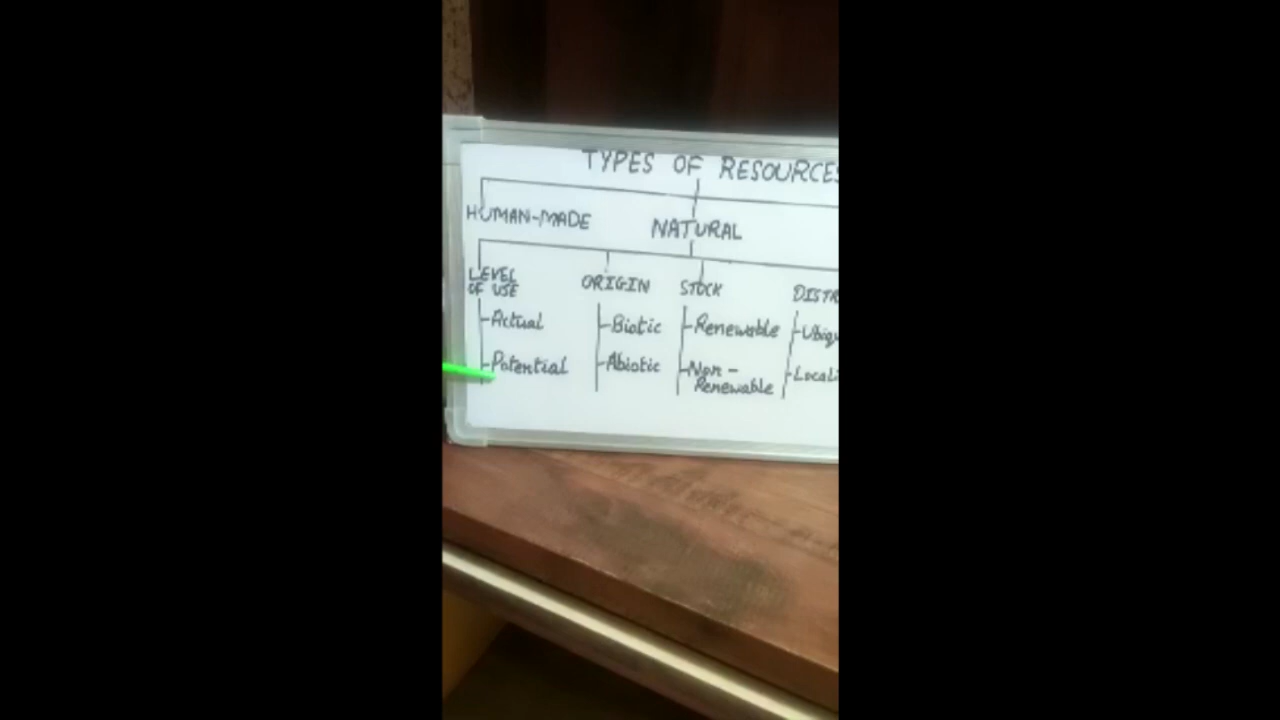 TYPES OF RESOURCES
HUMAN-MADE
NATURAL
LEVEL
OF USE
-Actual
-Potential
ORIGIN
-Biotic
-Abiotic
STOCK
-Renewable
-Non-
Renewable